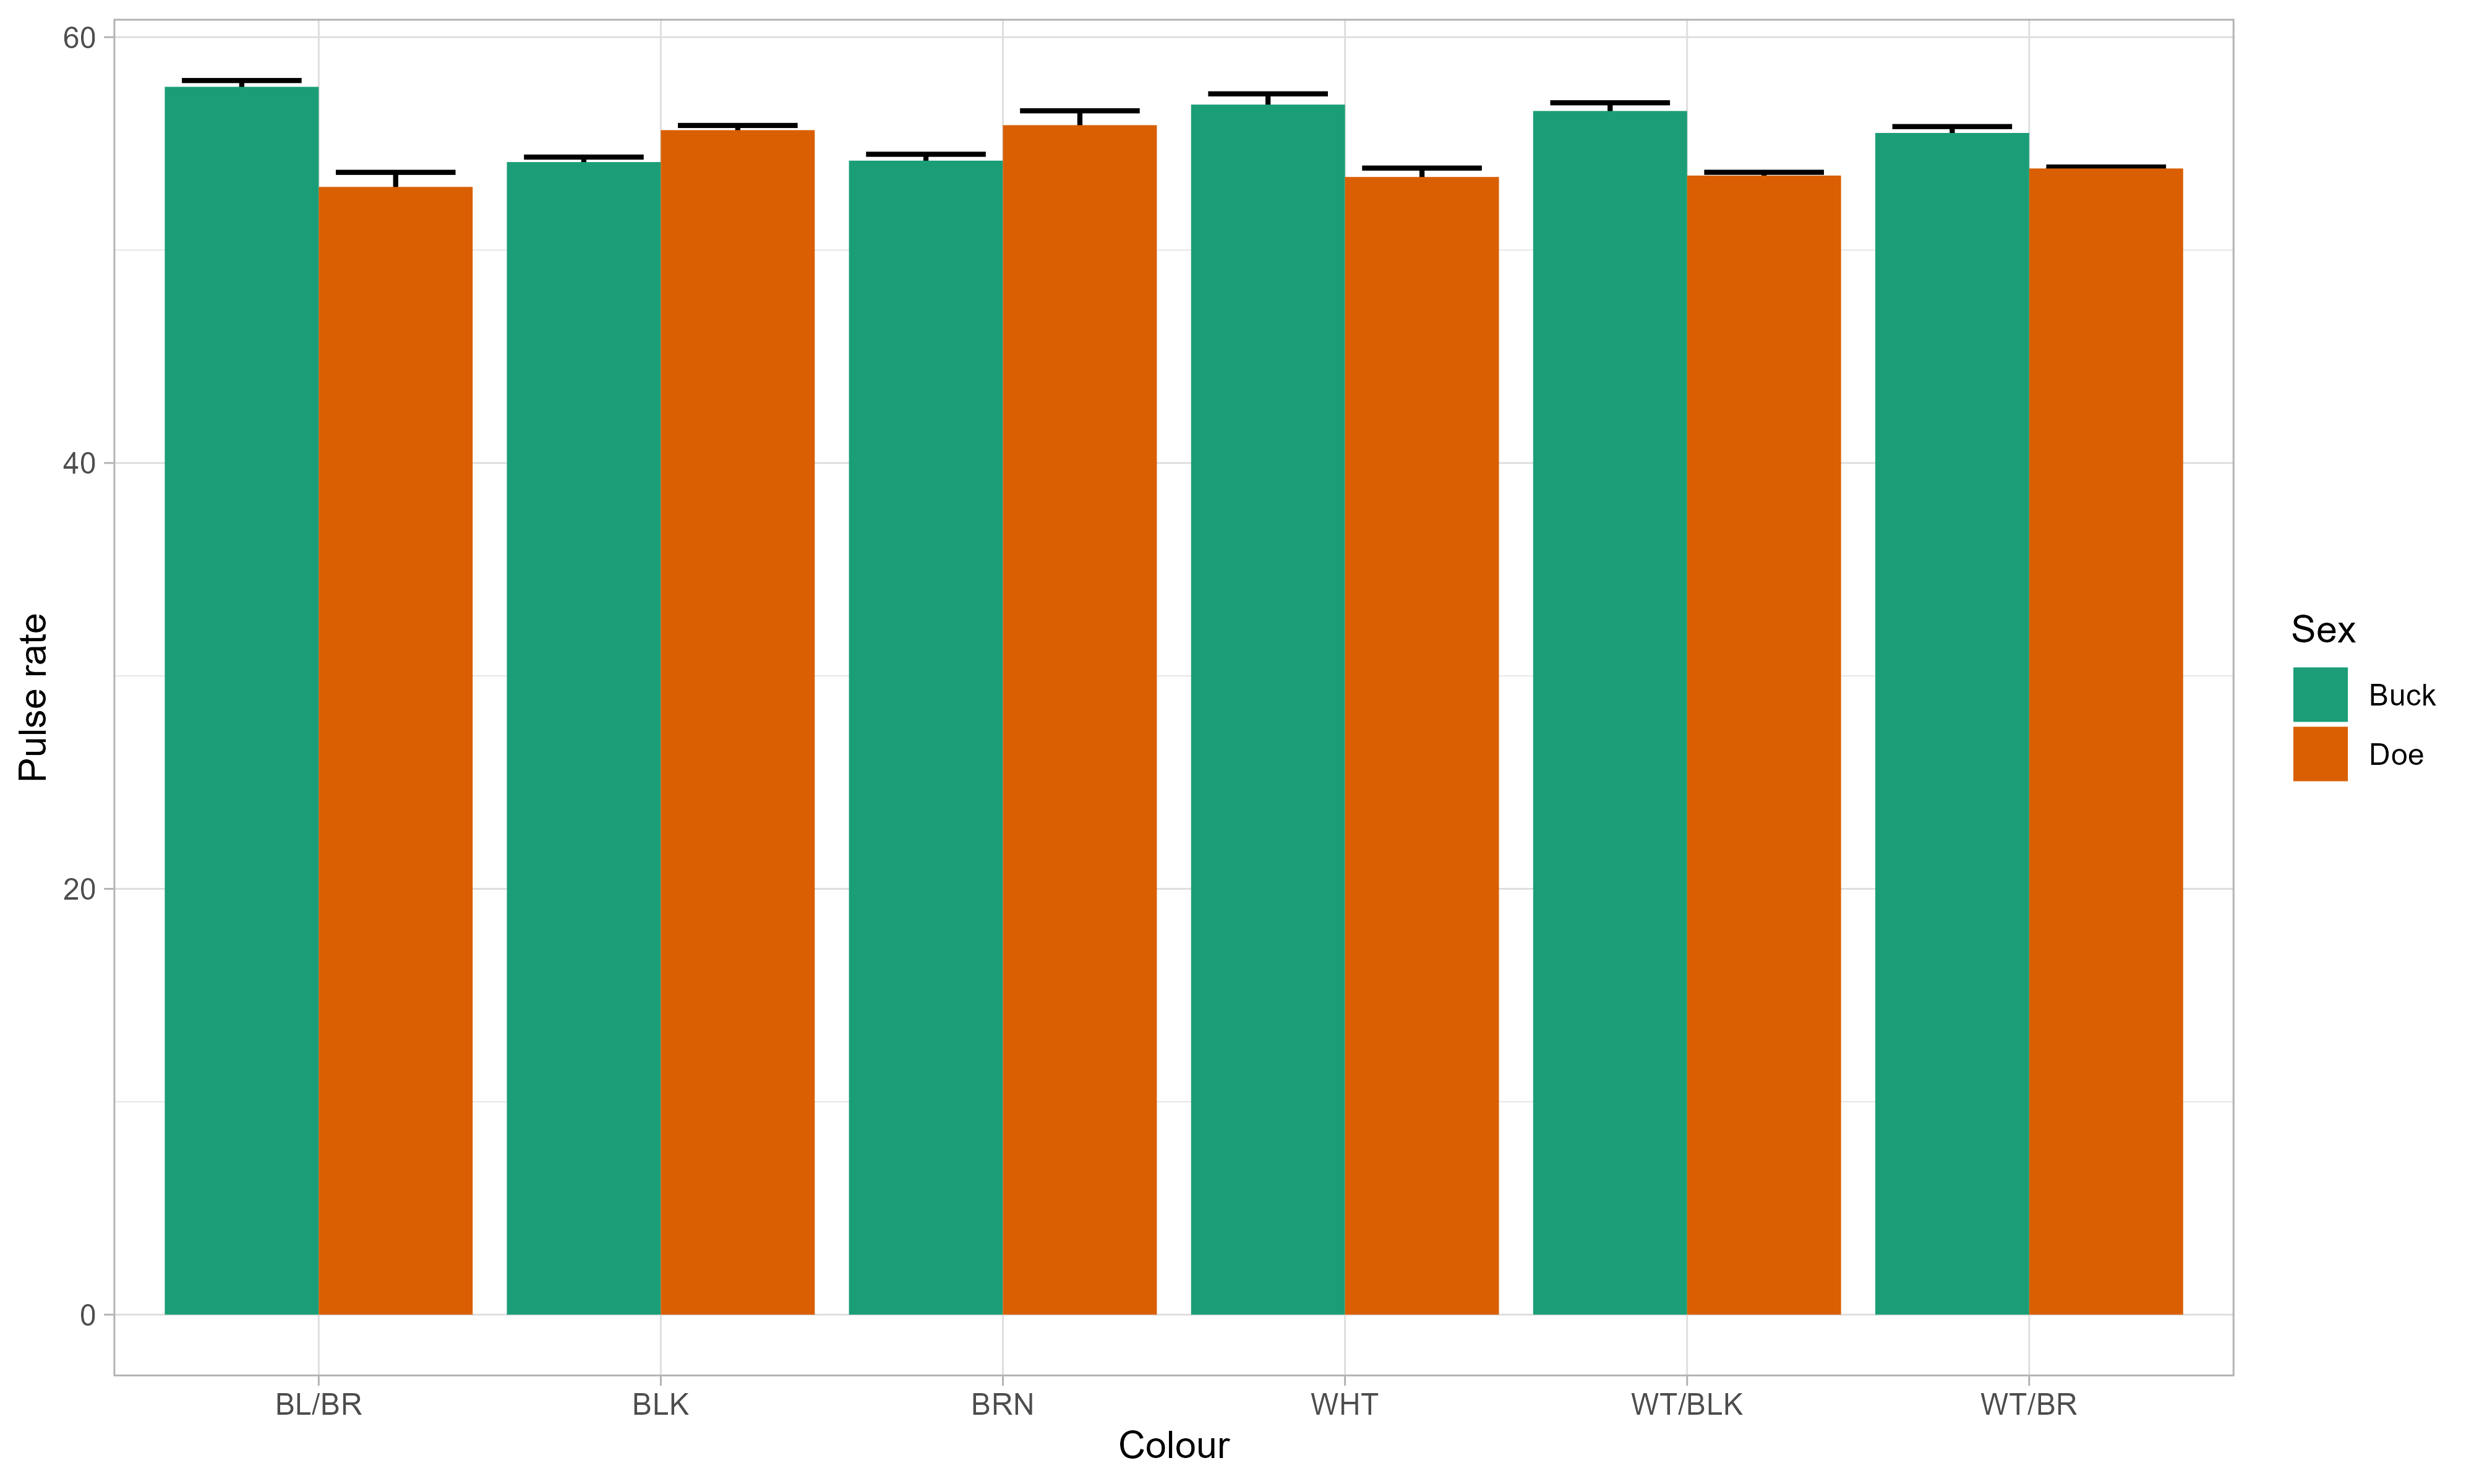 60
40
20
0
Pulse rate
BL/BR BLK BRN WHT WT/BLK WT/BR
Colour
Sex
Buck
Doe